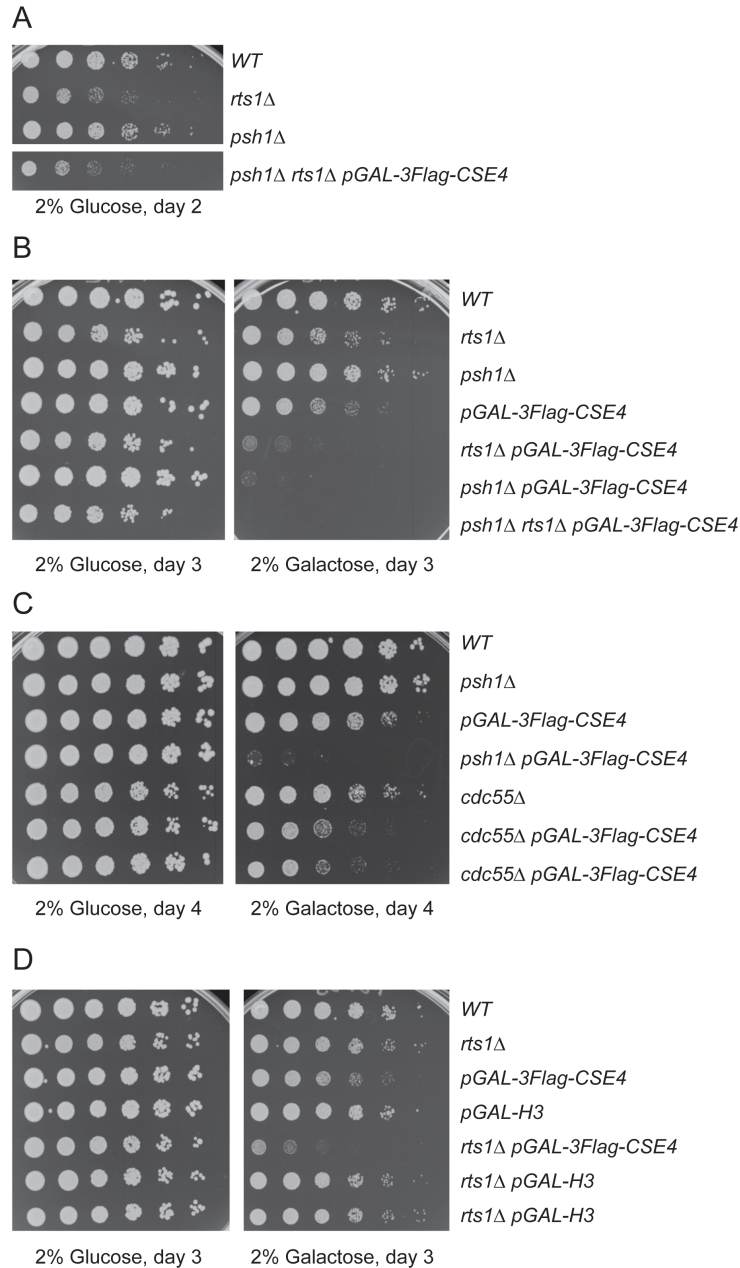 A
WT
rts1Δ
psh1Δ
psh1Δ rts1Δ pGAL-3Flag-CSE4
2% Glucose, day 2
B
WT
rts1Δ
psh1Δ
pGAL-3Flag-CSE4
rts1Δ pGAL-3Flag-CSE4
psh1Δ pGAL-3Flag-CSE4
psh1Δ rts1Δ pGAL-3Flag-CSE4
2% Glucose, day 3
2% Galactose, day 3
C
WT
psh1Δ
pGAL-3Flag-CSE4
psh1Δ pGAL-3Flag-CSE4
cdc55Δ
cdc55Δ pGAL-3Flag-CSE4
cdc55Δ pGAL-3Flag-CSE4
2% Glucose, day 4
2% Galactose, day 4
D
WT
rts1Δ
pGAL-3Flag-CSE4
pGAL-H3
rts1Δ pGAL-3Flag-CSE4
rts1Δ pGAL-H3
rts1Δ pGAL-H3
2% Glucose, day 3
2% Galactose, day 3